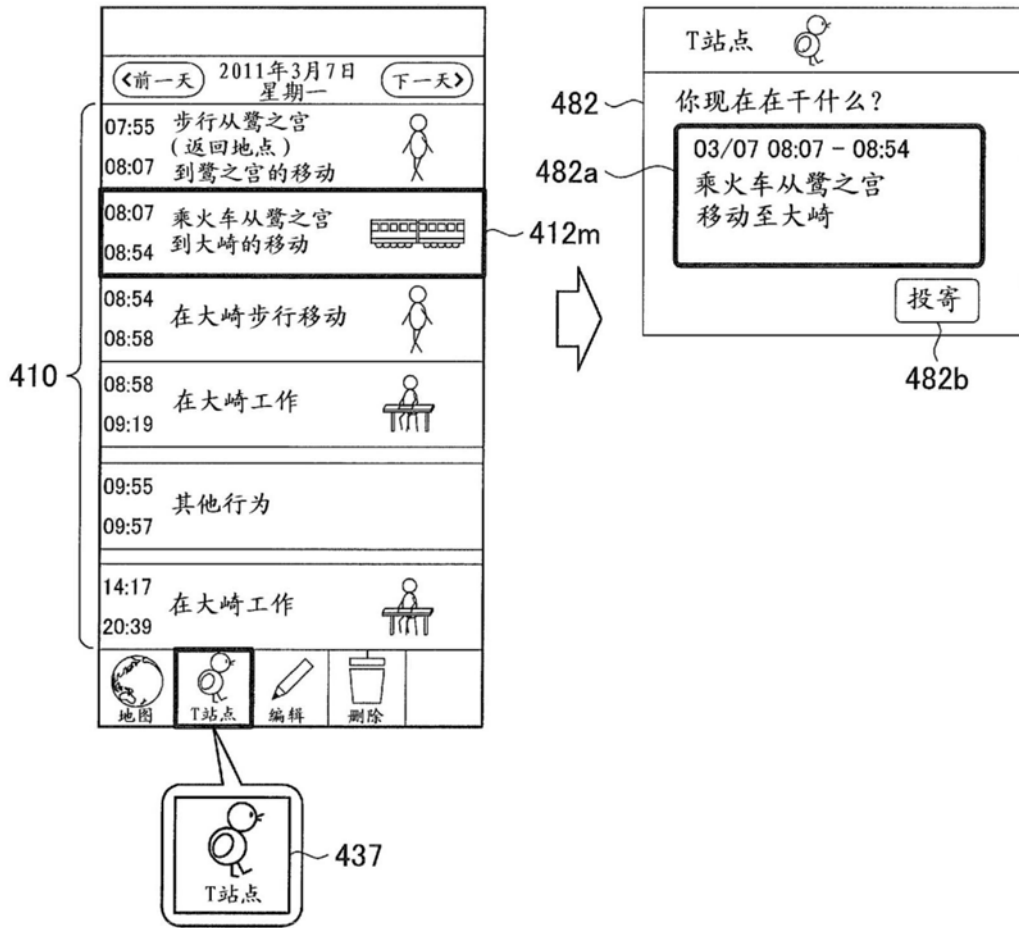 <前一天
2011年3月7日
星期一
下一天>
07:55
08:07
步行从鹭之宫
(返回地点)
到鹭之宫的移动
08:07
08:54
乘火车从鹭之宫
到大崎的移动
412m
08:54
08:58
在大崎步行移动
410
08:58
09:19
在大崎工作
09:55
09:57
其他行为
14:17
20:39
在大崎工作
地图
T站点
编辑
删除
T站点
437
T站点
482
你现在在干什么?
482a
03/07 08:07 - 08:54
乘火车从鹭之宫
移动至大崎
投寄
482b